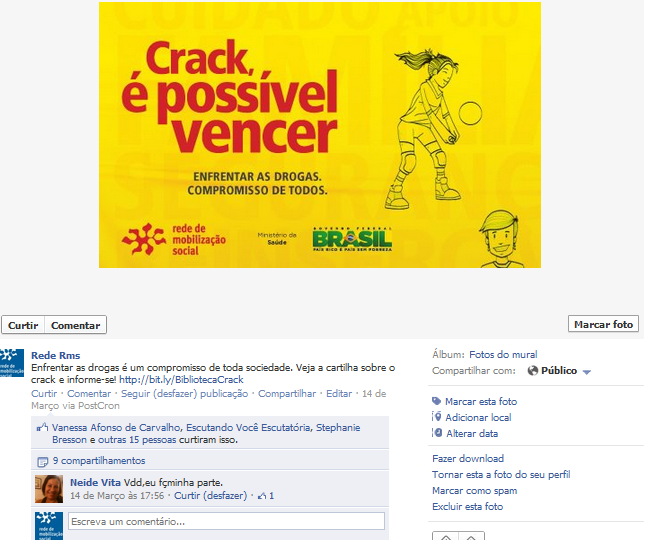 CUIDADO APOIO
FAMÍLIA
SEGURANÇA
Crack,
é possível
vencer
ENFRENTAR AS DROGAS.
COMPROMISSO DE TODOS.
rede de
mobilização
social
Ministério da
Saúde
GOVERNO FEDERAL
BRASIL
PAÍS RICO É PAÍS SEM POBREZA
Curtir Comentar
Marcar foto
Rede Rms
Enfrentar as drogas é um compromisso de toda sociedade. Veja a cartilha sobre o
crack e informe-se! http://bit.ly/BibliotecaCrack
Curtir · Comentar · Seguir (desfazer) publicação · Compartilhar · Editar · 14 de
Março via PostCron
Vanessa Afonso de Carvalho, Escutando Você Escutatória, Stephanie
Bresson e outras 15 pessoas curtiram isso.
9 compartilhamentos
Neide Vita Vdd,eu fçminha parte.
14 de Março às 17:56 · Curtir (desfazer) · 1
Escreva um comentário...
Álbum: Fotos do mural
Compartilhar com: Público
Marcar esta foto
Adicionar local
Alterar data
Fazer download
Tornar esta a foto do seu perfil
Marcar como spam
Excluir esta foto